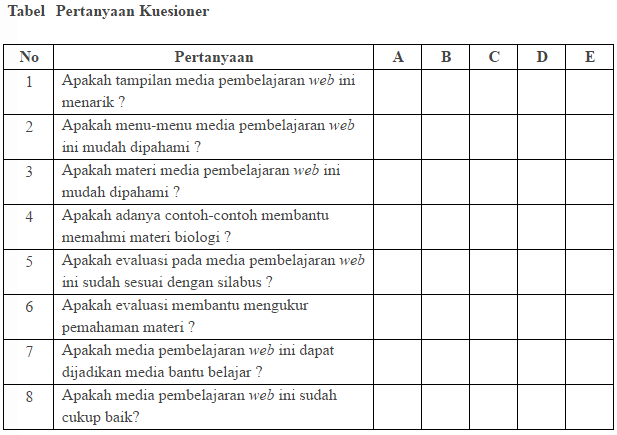 Tabel Pertanyaan Kuesioner
No Pertanyaan A B C D E
1 Apakah tampilan media pembelajaran web ini
menarik ?
2 Apakah menu-menu media pembelajaran web
ini mudah dipahami ?
3 Apakah materi media pembelajaran web ini
mudah dipahami ?
4 Apakah adanya contoh-contoh membantu
memahmi materi biologi ?
5 Apakah evaluasi pada media pembelajaran web
ini sudah sesuai dengan silabus ?
6 Apakah evaluasi membantu mengukur
pemahaman materi ?
7 Apakah media pembelajaran web ini dapat
dijadikan media bantu belajar ?
8 Apakah media pembelajaran web ini sudah
cukup baik?